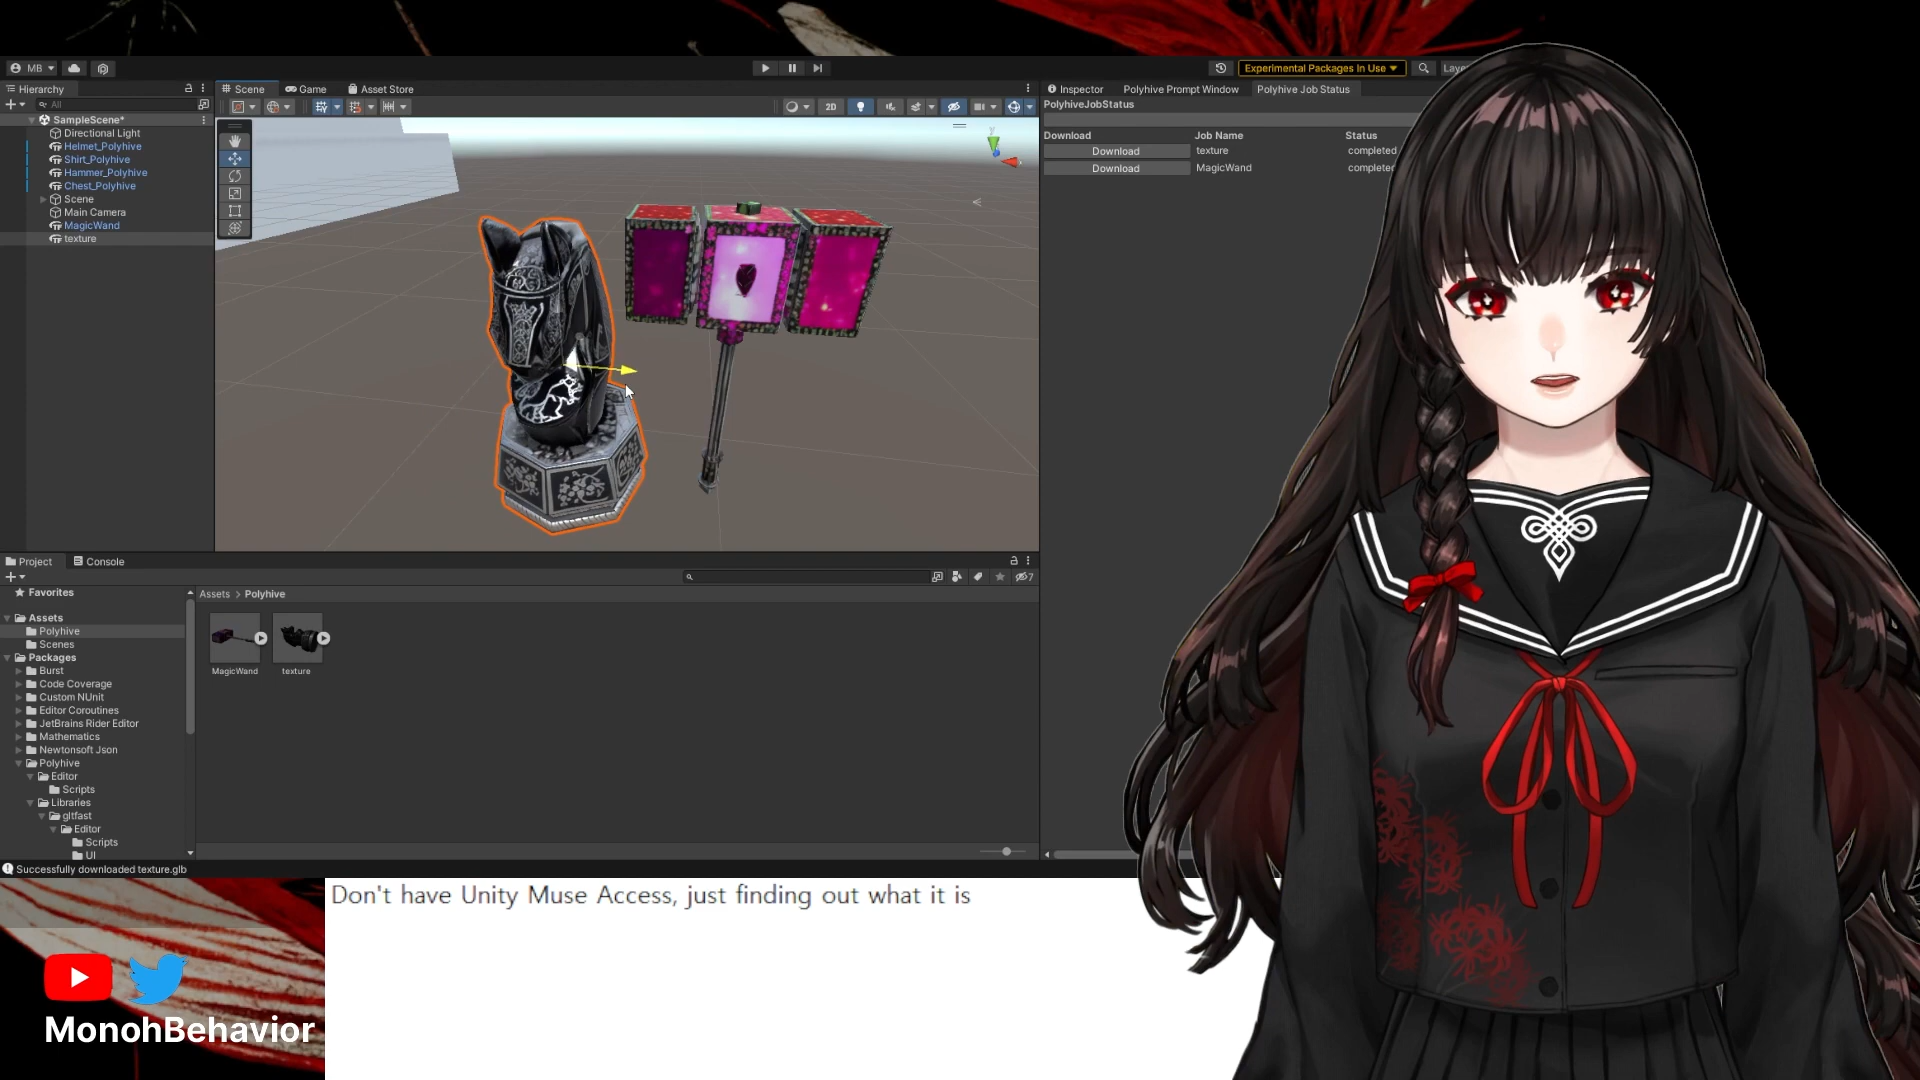 MB
Experimental Packages In Use
Laye
Hierarchy
All
SampleScene*
Directional Light
Helmet_Polyhive
Shirt_Polyhive
Hammer_Polyhive
Chest_Polyhive
Scene
Main Camera
MagicWand
texture
Scene
Game
Asset Store
2D
Inspector
Polyhive Prompt Window
Polyhive Job Status
PolyhiveJobStatus
Download Job Name Status
Download texture completed
Download MagicWand completed
Project
Console
7
Favorites
Assets
Polyhive
Scenes
Packages
Burst
Code Coverage
Custom NUnit
Editor Coroutines
JetBrains Rider Editor
Mathematics
Newtonsoft Json
Polyhive
Editor
Scripts
Libraries
gltfast
Editor
Scripts
UI
Assets > Polyhive
MagicWand
texture
Successfully downloaded texture.glb
Don't have Unity Muse Access, just finding out what it is
MonohBehavior